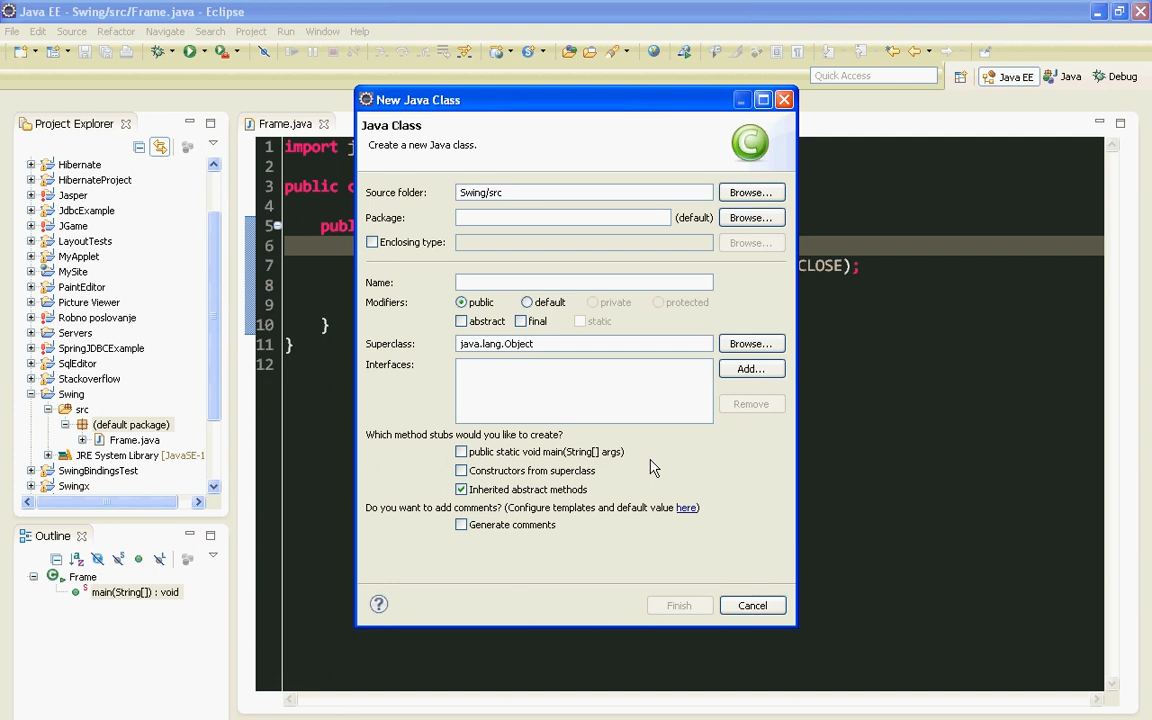 Java EE - Swing/src/Frame.java - Eclipse
File Edit Source Refactor Navigate Search Project Run Window Help
Quick Access
Java EE
Java
Debug
Project Explorer
Hibernate
HibernateProject
Jasper
JdbcExample
JGame
LayoutTests
MyApplet
MySite
PaintEditor
Picture Viewer
Robno poslovanje
Servers
SpringJDBCExample
SqlEditor
Stackoverflow
Swing
src
(default package)
Frame.java
JRE System Library [JavaSE-1
SwingBindingsTest
Swingx
Outline
Frame
main(String[]) : void
Frame.java
1 import j
2
3 public c
4
5 publ
6
7 CLOSE);
8
9
10 }
11 }
12
New Java Class
Java Class
Create a new Java class.
Source folder: Swing/src Browse...
Package: (default) Browse...
Enclosing type: Browse...
Name:
Modifiers: public default private protected
abstract final static
Superclass: java.lang.Object Browse...
Interfaces: Add...
Remove
Which method stubs would you like to create?
public static void main(String[] args)
Constructors from superclass
Inherited abstract methods
Do you want to add comments? (Configure templates and default value here)
Generate comments
? Finish Cancel